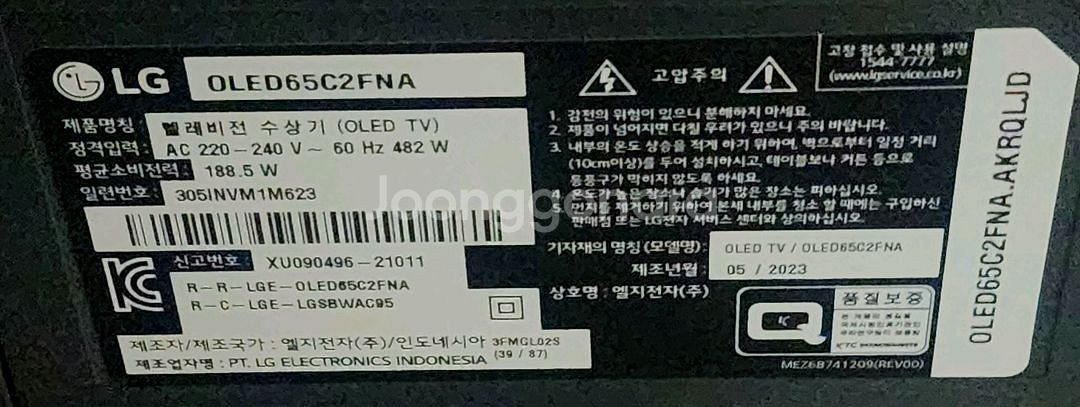 LG OLED65C2FNA
제품명칭 : 텔레비전 수상기 (OLED TV)
정격입력 : AC 220-240 V ~ 60 Hz 482 W
평균소비전력 : 188.5 W
일련번호 : 305INVM1M623
신고번호 : XU090496-21011
R-R-LGE-OLED65C2FNA
R-C-LGE-LGSBWAC95
제조자/제조국가 : 엘지전자(주)/인도네시아 3FMGL02S
(39 / 87)
제조업자명 : PT. LG ELECTRONICS INDONESIA
고압주의
고장 접수 및 사용 설명
1544-7777
(www.lgservice.co.kr)
1. 감전의 위험이 있으니 분해하지 마세요.
2. 제품이 넘어지면 다칠 우려가 있으니 주의 바랍니다.
3. 내부의 온도 상승을 적게 하기 위하여, 벽으로부터 일정 거리
(10cm이상)를 두어 설치하시고, 테이블보나 커튼 등으로
통풍구가 막히지 않도록 하세요.
4. 온도가 높은 장소나 습기가 많은 장소는 피하십시오.
5. 먼지를 제거하기 위하여 본체 내부를 청소 할 때에는 구입하신
판매점 또는 LG전자 서비스 센터와 상의하십시오.
기자재의 명칭(모델명) : OLED TV / OLED65C2FNA
제조년월 : 05 / 2023
상호명 : 엘지전자(주)
Q
품질보증
KTC
MEZ68741209(REV00)
OLED65C2FNA.AKRQLJD
Joonggo